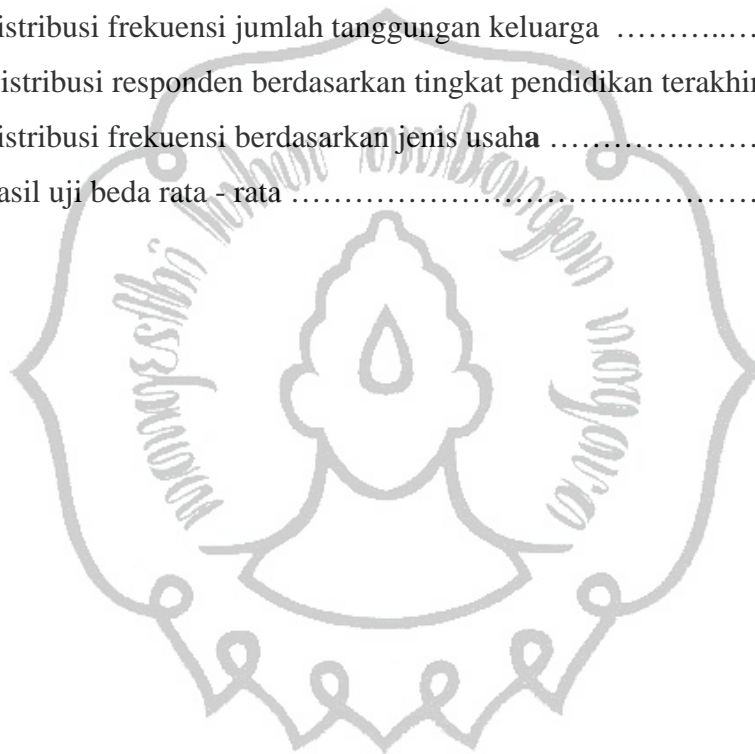 istribusi frekuensi jumlah tanggungan keluarga ………..…
istribusi responden berdasarkan tingkat pendidikan terakhir
istribusi frekuensi berdasarkan jenis usaha ………….……
asil uji beda rata - rata …………………………....…………